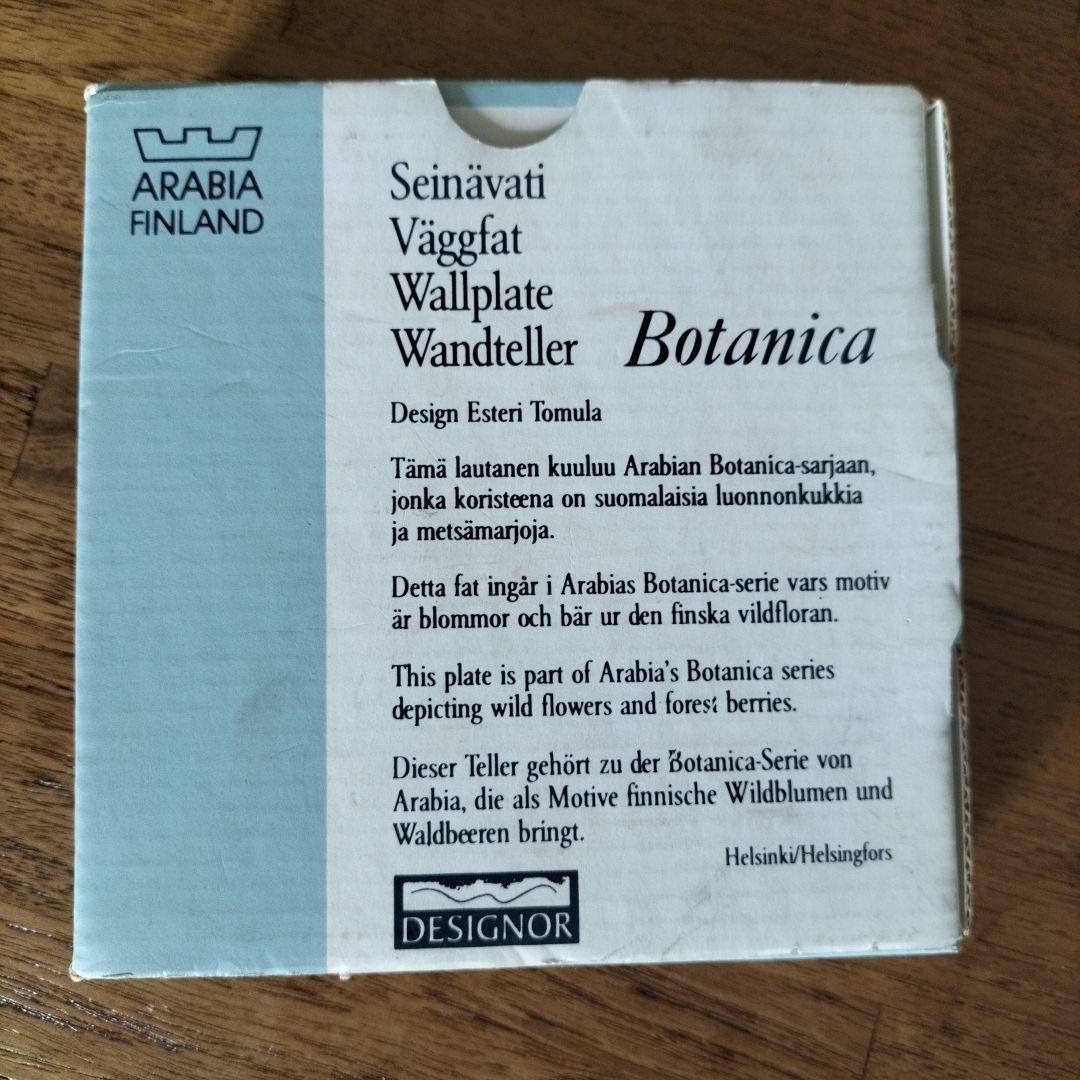 ARABIA
FINLAND
Seinävati
Väggfat
Wallplate
Wandteller Botanica
Design Esteri Tomula
Tämä lautanen kuuluu Arabian Botanica-sarjaan,
jonka koristeena on suomalaisia luonnonkukkia
ja metsämarjoja.
Detta fat ingår i Arabias Botanica-serie vars motiv
är blommor och bär ur den finska vildfloran.
This plate is part of Arabia's Botanica series
depicting wild flowers and forest berries.
Dieser Teller gehört zu der Botanica-Serie von
Arabia, die als Motive finnische Wildblumen und
Waldbeeren bringt.
Helsinki/Helsingfors
DESIGNOR